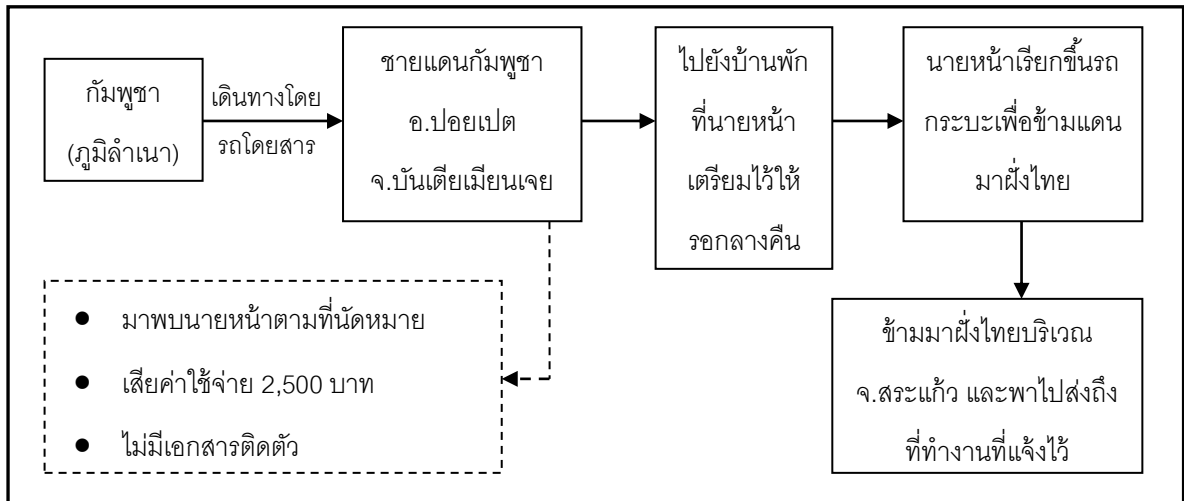 กัมพูชา
(ภูมิลำเนา)
เดินทางโดย
รถโดยสาร
ชายแดนกัมพูชา
อ.ปอยเปต
จ.บันเตียเมียนเจย
ไปยังบ้านพัก
ที่นายหน้า
เตรียมไว้ให้
รอกลางคืน
นายหน้าเรียกขึ้นรถ
กระบะเพื่อข้ามแดน
มาฝั่งไทย
● มาพบนายหน้าตามที่นัดหมาย
● เสียค่าใช้จ่าย 2,500 บาท
● ไม่มีเอกสารติดตัว
ข้ามมาฝั่งไทยบริเวณ
จ.สระแก้ว และพาไปส่งถึง
ที่ทำงานที่แจ้งไว้